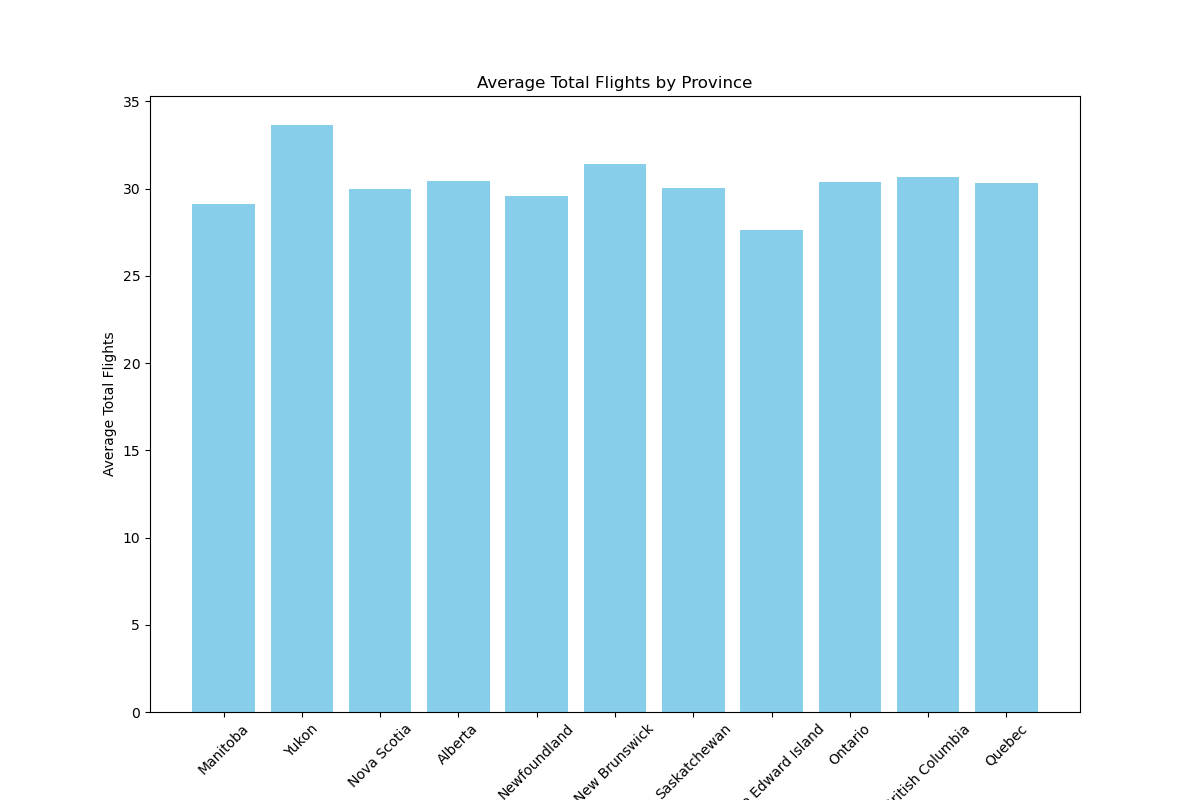 Average Total Flights by Province
Average Total Flights
35
30
25
20
15
10
5
0
Manitoba
Yukon
Nova Scotia
Alberta
Newfoundland
New Brunswick
Saskatchewan
Edward Island
Ontario
Columbia
Quebec